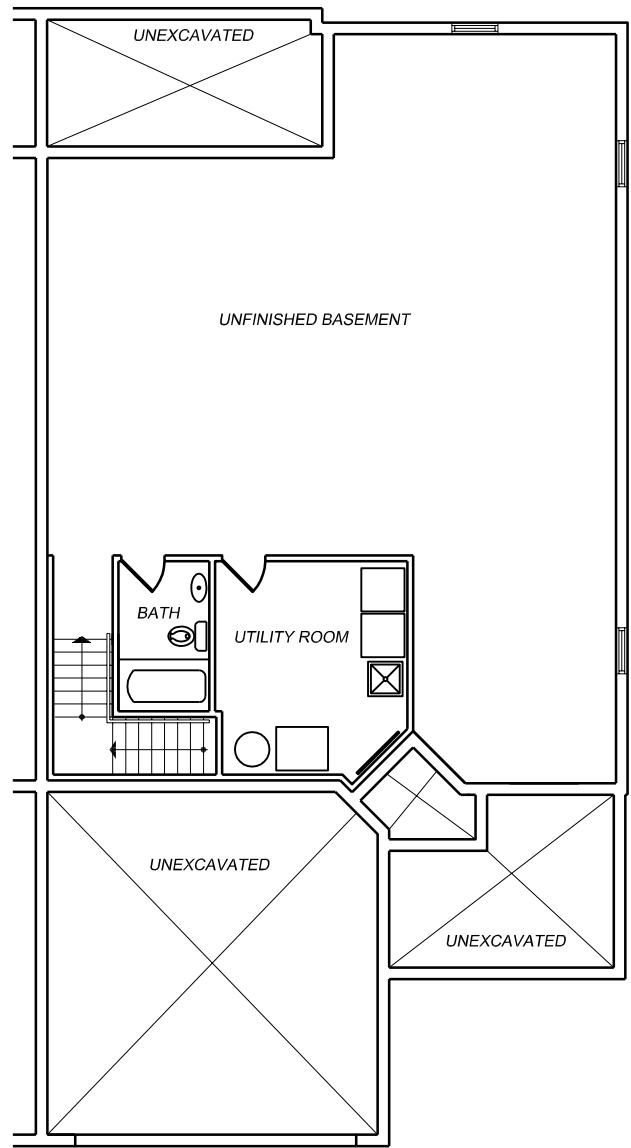 UNEXCAVATED
UNFINISHED BASEMENT
BATH
UTILITY ROOM
UNEXCAVATED
UNEXCAVATED